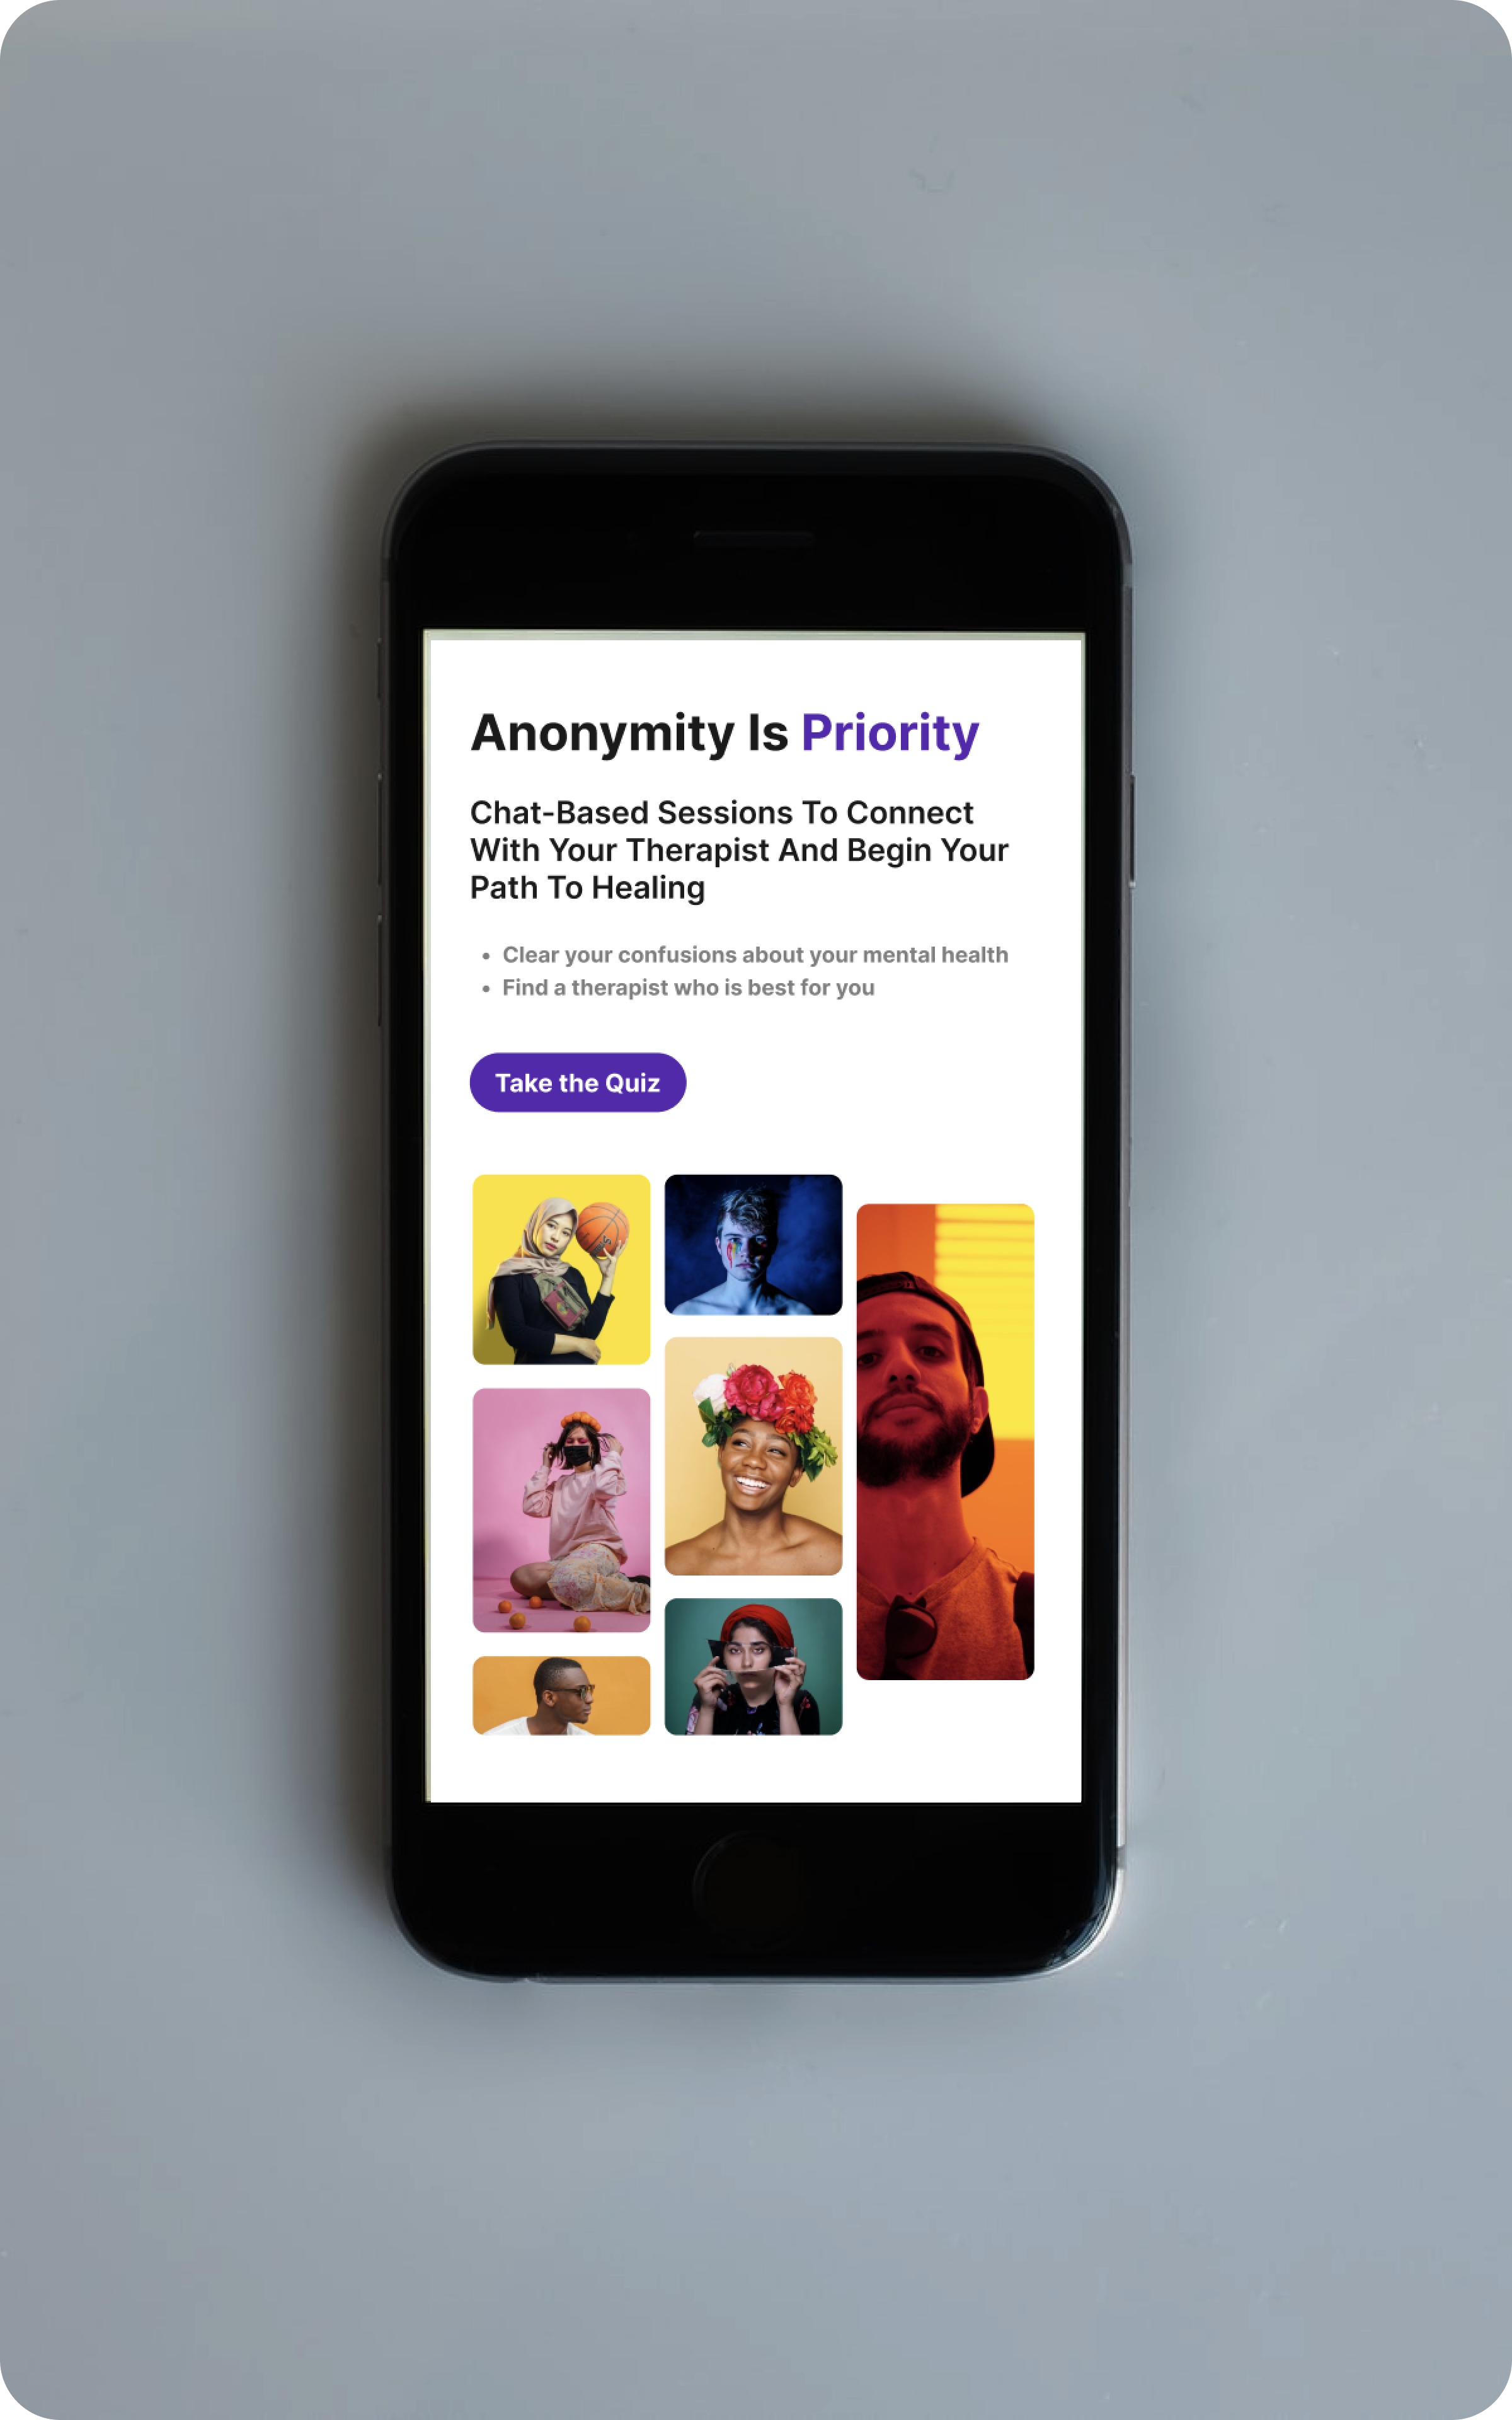 Anonymity Is Priority
Chat-Based Sessions To Connect
With Your Therapist And Begin Your
Path To Healing
• Clear your confusions about your mental health
• Find a therapist who is best for you
Take the Quiz